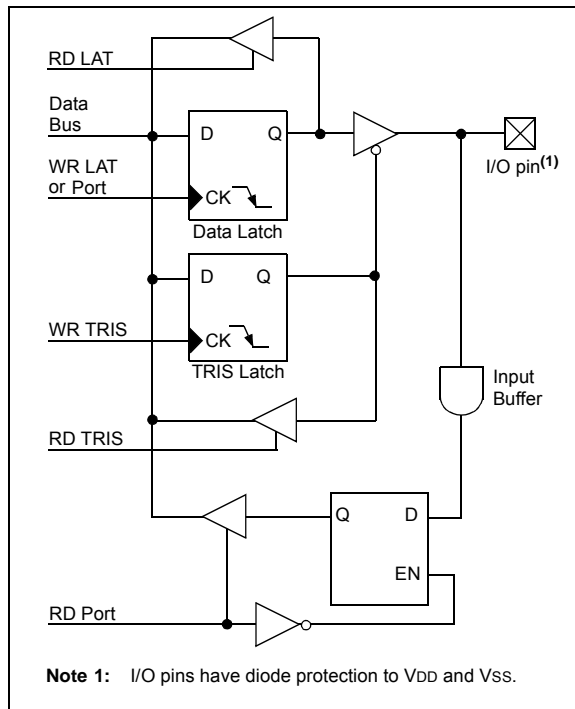 RD LAT
Data
Bus
D Q
WR LAT
or Port
CK
I/O pin(1)
Data Latch
D Q
WR TRIS
CK
TRIS Latch
Input
Buffer
RD TRIS
Q D
EN
RD Port
Note 1: I/O pins have diode protection to VDD and VSS.